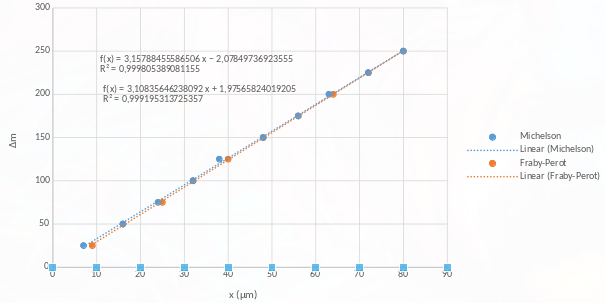 300
250
200
150
100
50
0
f(x) = 3,15788455586506 x − 2,07849736923555
R² = 0,999805389081155
f(x) = 3,10835646238092 x + 1,97565824019205
R² = 0,999195313725357
Δm
0 10 20 30 40 50 60 70 80 90
x (μm)
Michelson
Linear (Michelson)
Fraby-Perot
Linear (Fraby-Perot)